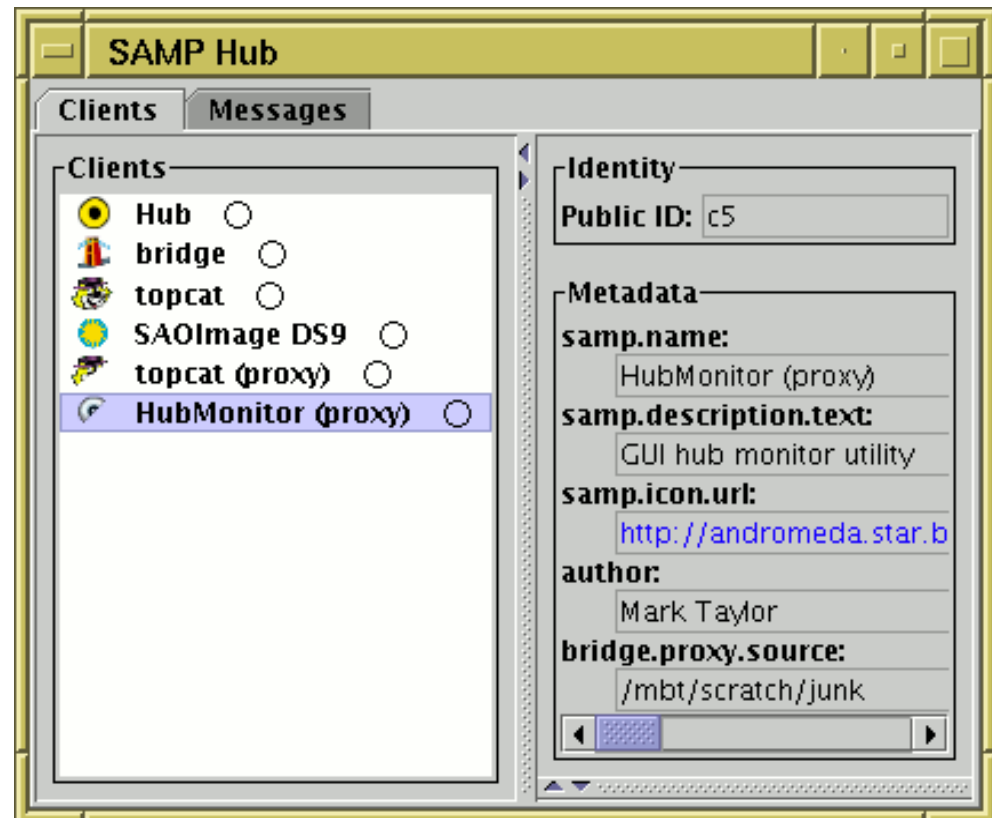 SAMP Hub
Clients Messages
Clients
Hub
bridge
topcat
SAOImage DS9
topcat (proxy)
HubMonitor (proxy)
Identity
Public ID: c5
Metadata
samp.name:
HubMonitor (proxy)
samp.description.text:
GUI hub monitor utility
samp.icon.url:
http://andromeda.star.b
author:
Mark Taylor
bridge.proxy.source:
/mbt/scratch/junk